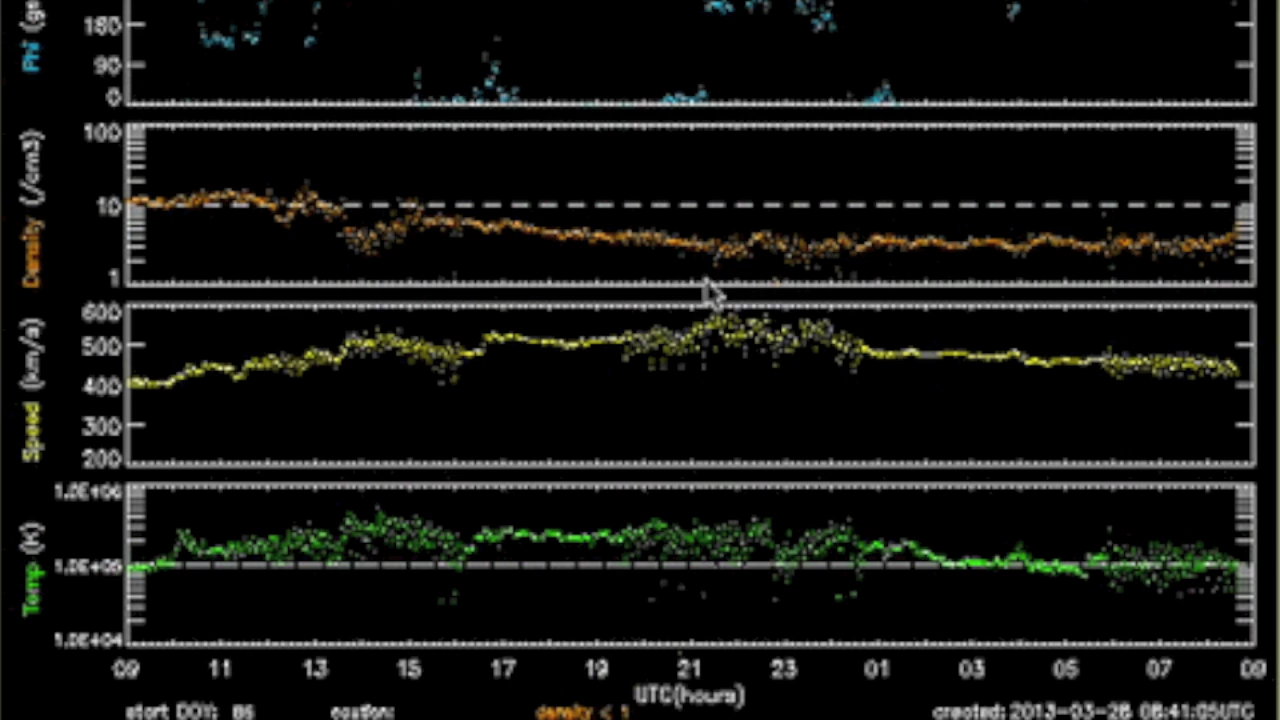 Phi (gs
180
90
0
Density (/cm3)
100
10
1
Speed (km/s)
600
500
400
300
200
Temp (K)
1.0E+06
1.0E+05
1.0E+04
09 11 13 15 17 19 21 23 01 03 05 07 09
UTC(hours)
start DOY: 86 caution: density < 1 created: 2013-03-28 08:41:05UTC